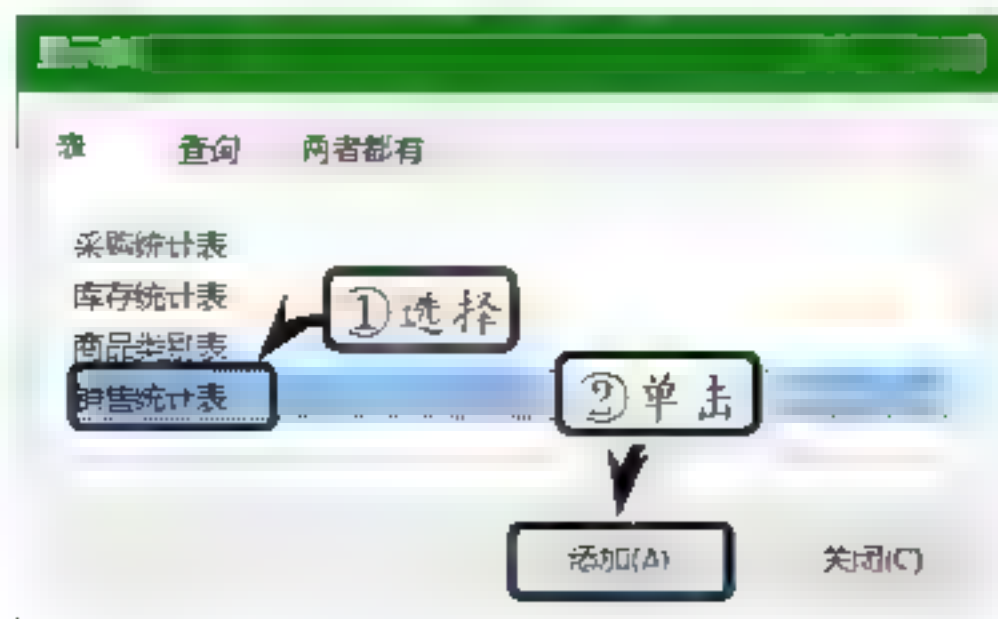 表 查询 两者都有
采购统计表
库存统计表
①选择
商品类别表
销售统计表
②单击
添加(A) 关闭(C)